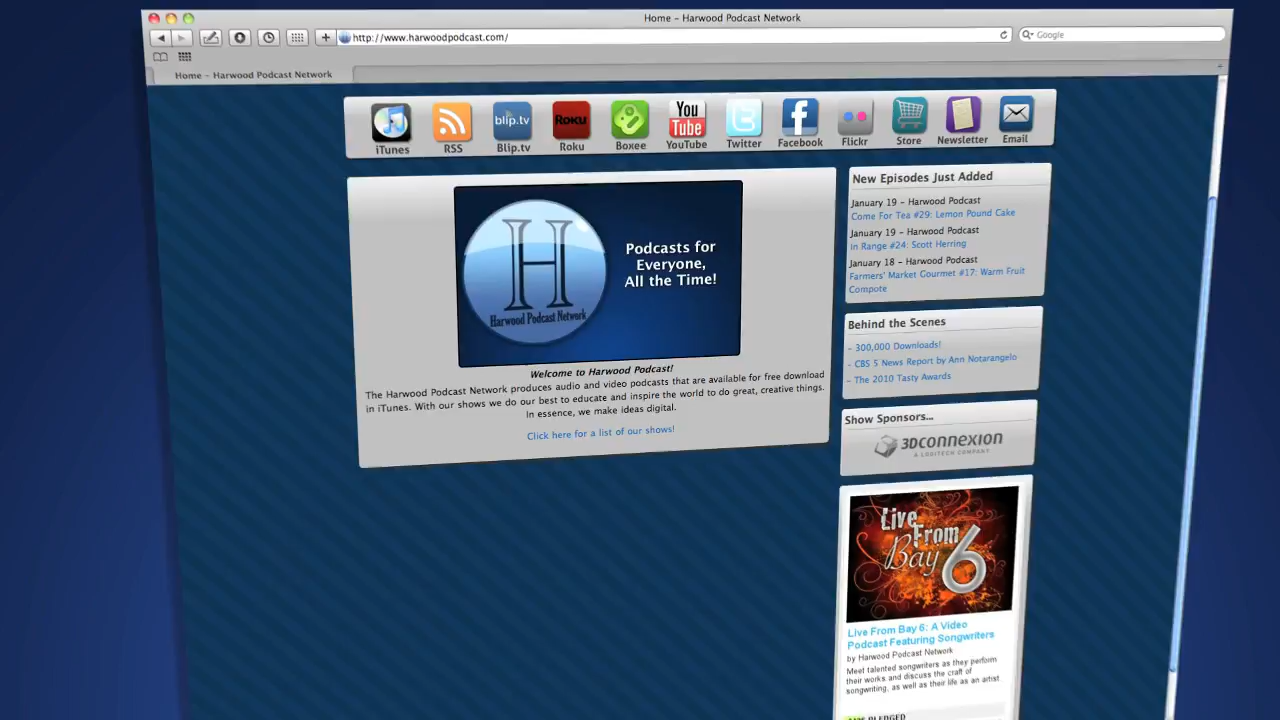 Home – Harwood Podcast Network
http://www.harwoodpodcast.com/
Google
Home – Harwood Podcast Network
iTunes
RSS
blip.tv
Blip.tv
Roku
Roku
Boxee
You
Tube
YouTube
Twitter
Facebook
Flickr
Store
Newsletter
Email
H
Harwood Podcast Network
Podcasts for
Everyone,
All the Time!
Welcome to Harwood Podcast!
The Harwood Podcast Network produces audio and video podcasts that are available for free download
in iTunes. With our shows we do our best to educate and inspire the world to do great, creative things.
In essence, we make ideas digital.
Click here for a list of our shows!
New Episodes Just Added
January 19 – Harwood Podcast
Come For Tea #29: Lemon Pound Cake
January 19 – Harwood Podcast
In Range #24: Scott Herring
January 18 – Harwood Podcast
Farmers' Market Gourmet #17: Warm Fruit
Compote
Behind the Scenes
– 300,000 Downloads!
– CBS 5 News Report by Ann Notarangelo
– The 2010 Tasty Awards
Show Sponsors...
3DCONNEXION
A LOGITECH COMPANY
Live
From
Bay 6
Live From Bay 6: A Video
Podcast Featuring Songwriters
by Harwood Podcast Network
Meet talented songwriters as they perform
their works and discuss the craft of
songwriting, as well as their life as an artist.
PLEDGED